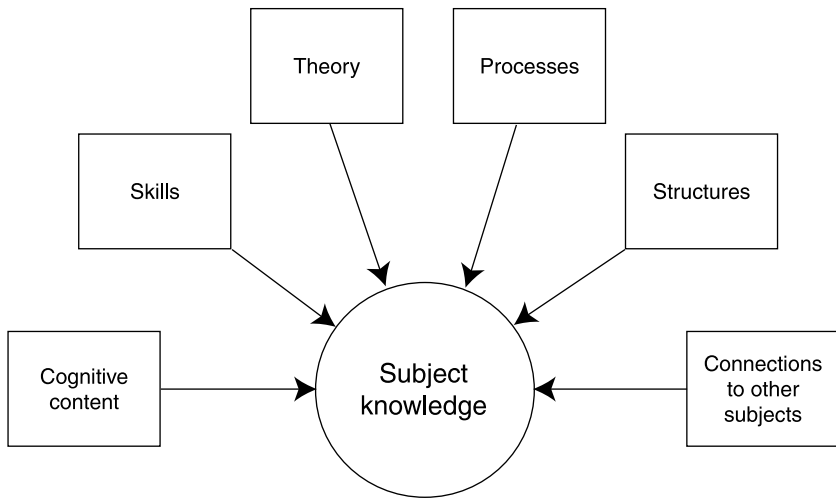 Theory
Processes
Skills
Structures
Cognitive
content
Subject
knowledge
Connections
to other
subjects